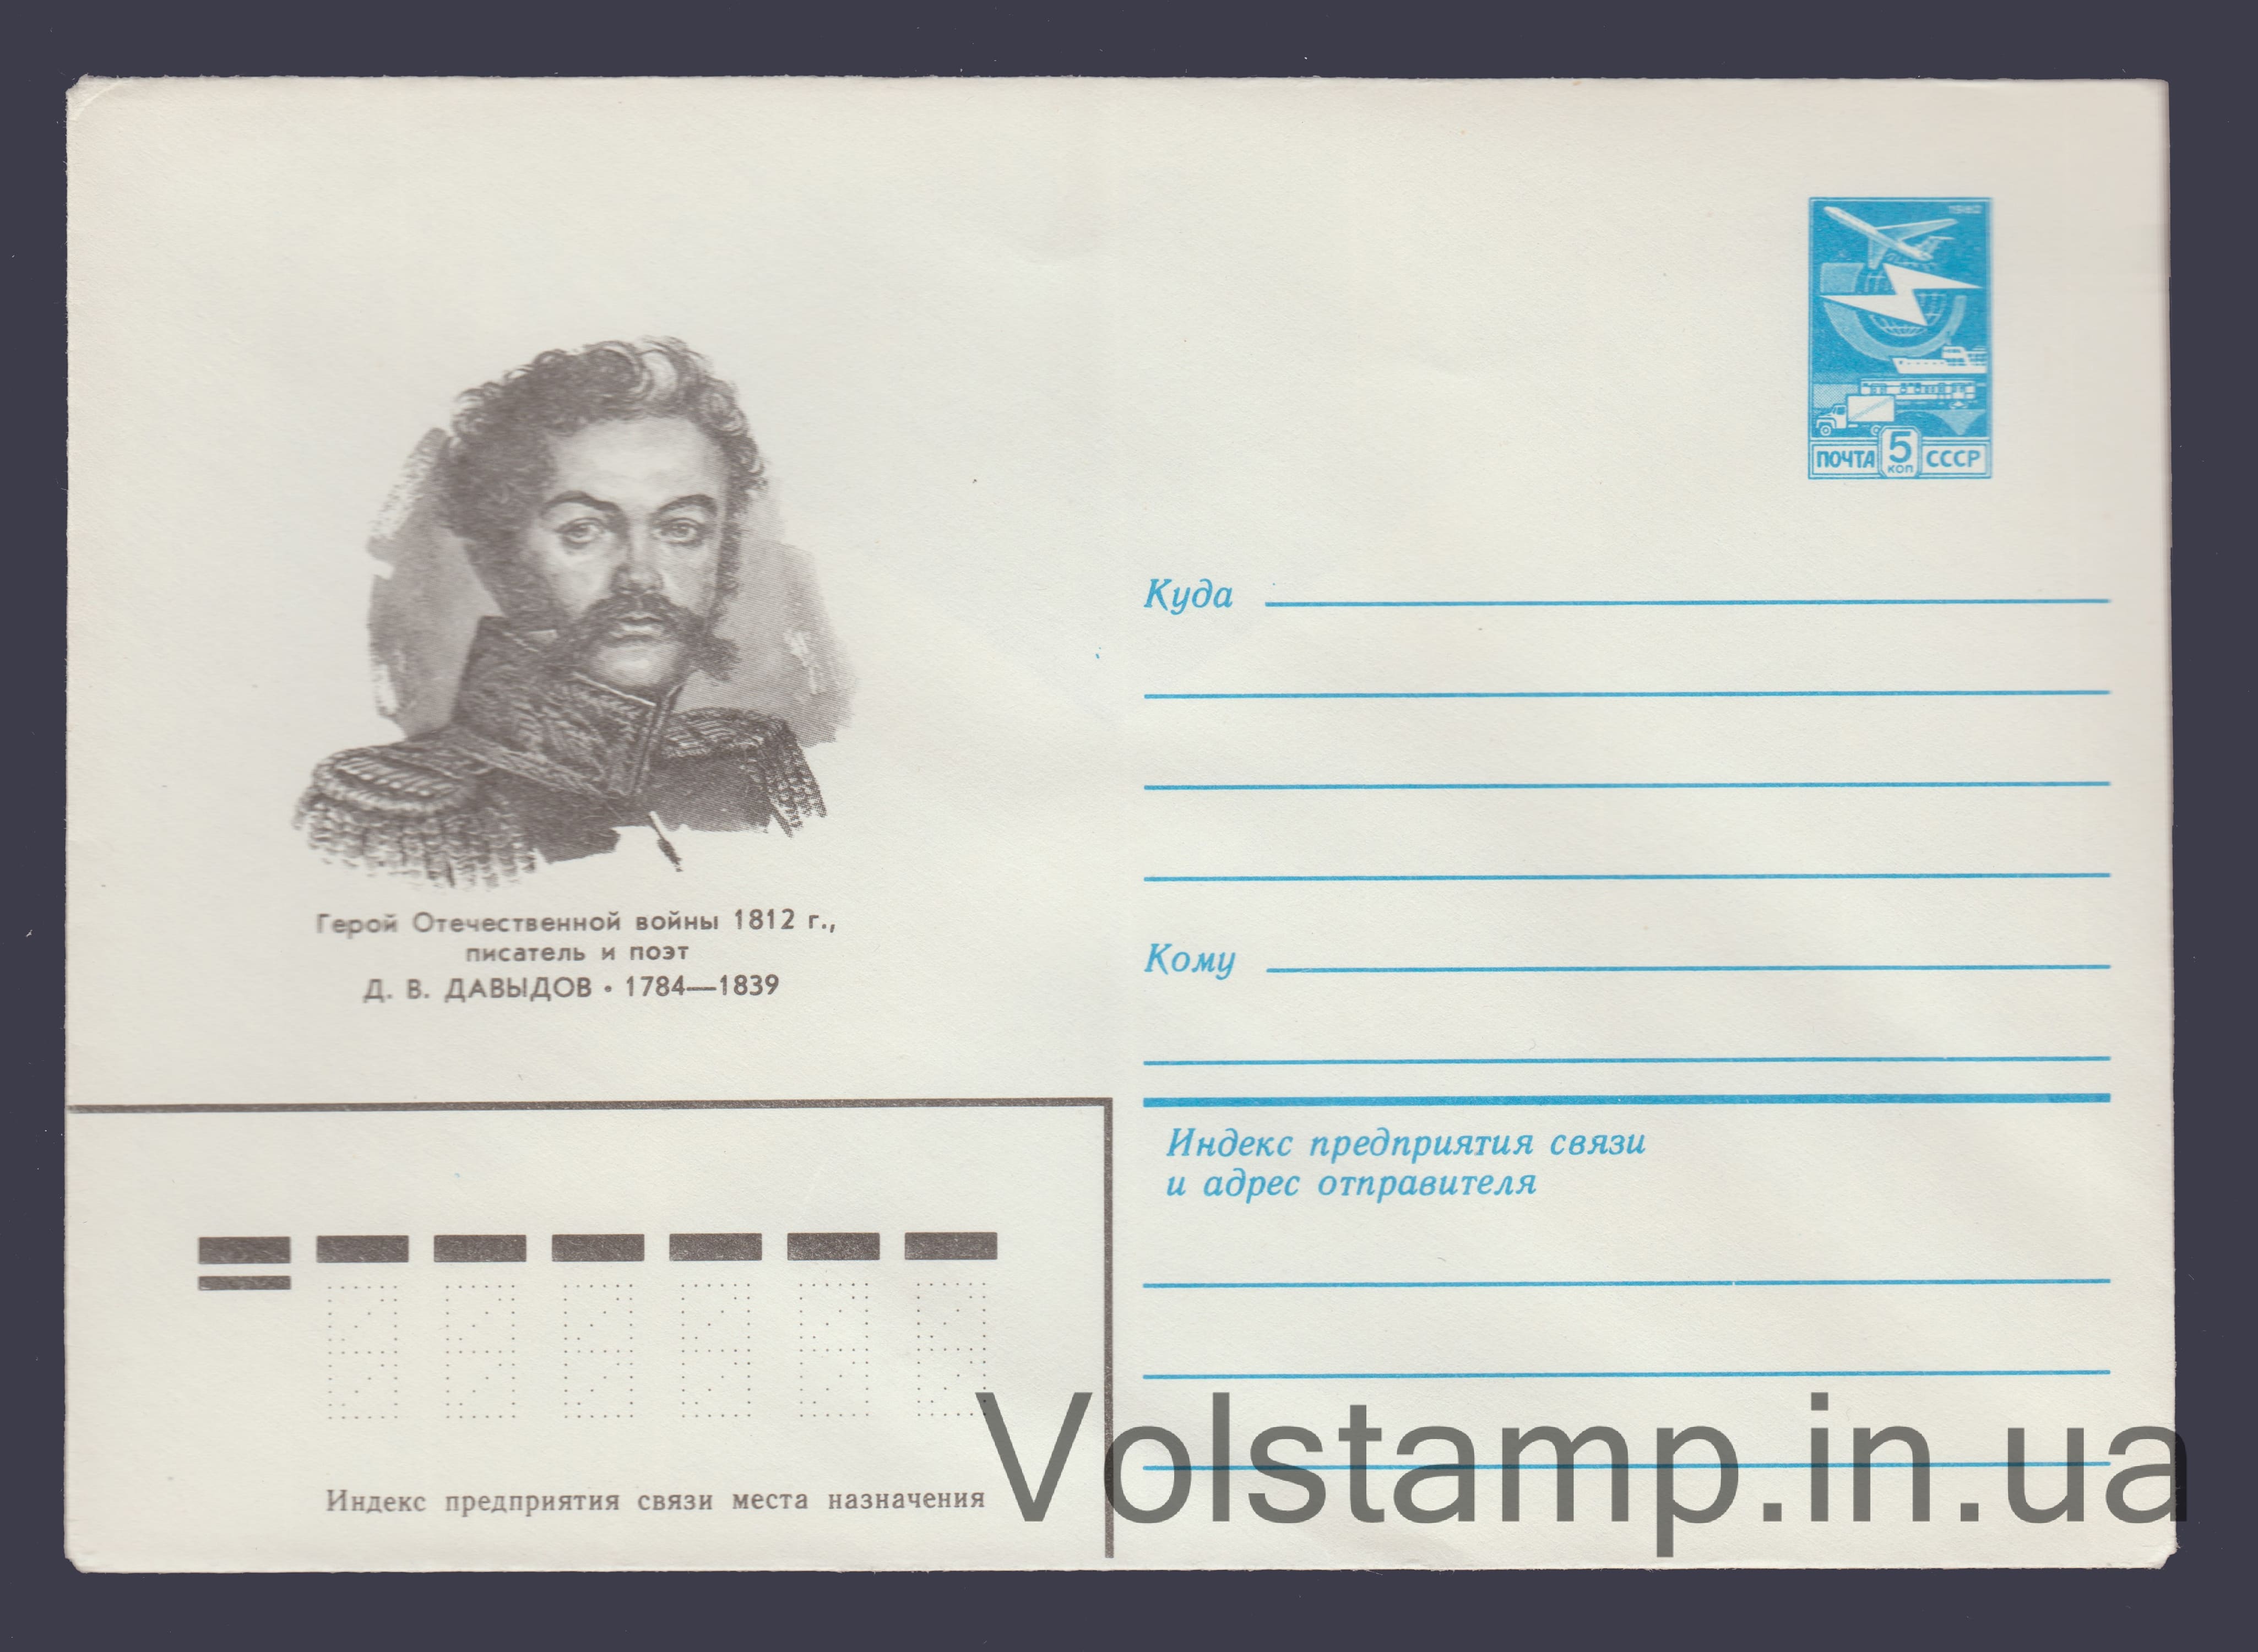 1982
ПОЧТА 5 КОП СССР
Герой Отечественной войны 1812 г.,
писатель и поэт
Д. В. ДАВЫДОВ • 1784—1839
Куда
Кому
Индекс предприятия связи
и адрес отправителя
Индекс предприятия связи места назначения
Volstamp.in.ua